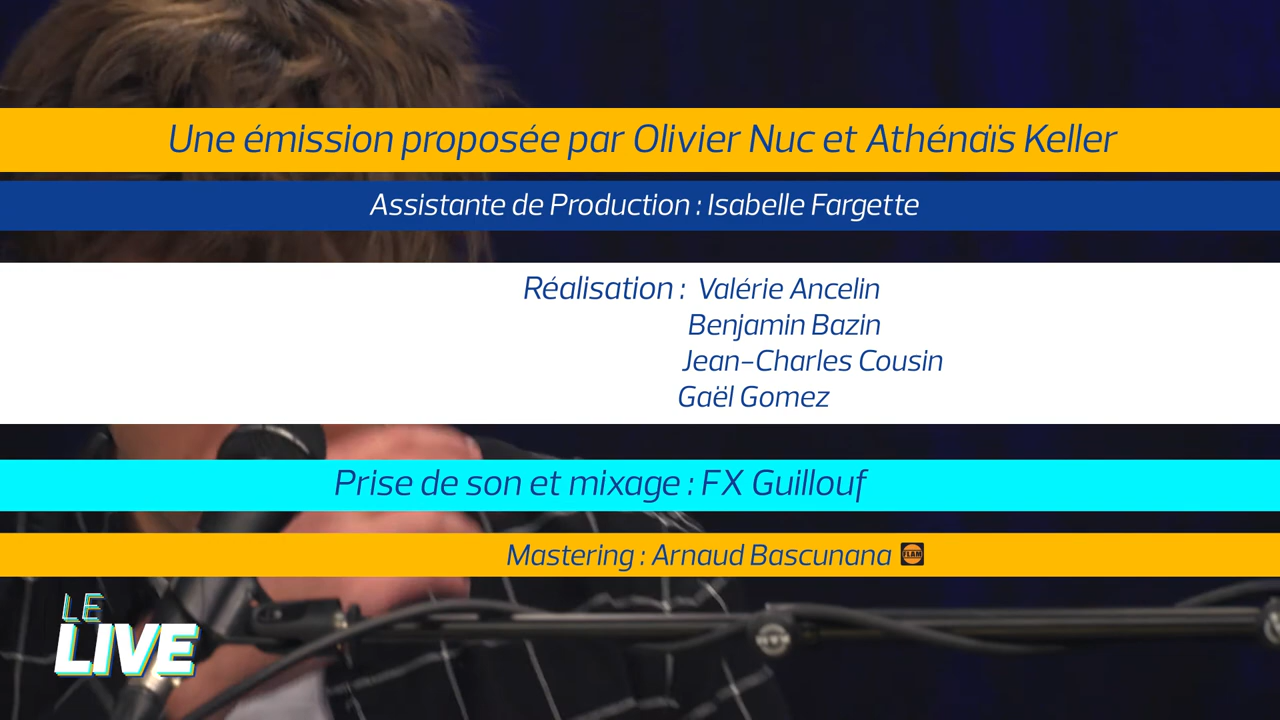 Une émission proposée par Olivier Nuc et Athénaïs Keller
Assistante de Production : Isabelle Fargette
Réalisation : Valérie Ancelin
Benjamin Bazin
Jean-Charles Cousin
Gaël Gomez
Prise de son et mixage : FX Guillouf
Mastering : Arnaud Bascunana FLAM
LE
LIVE